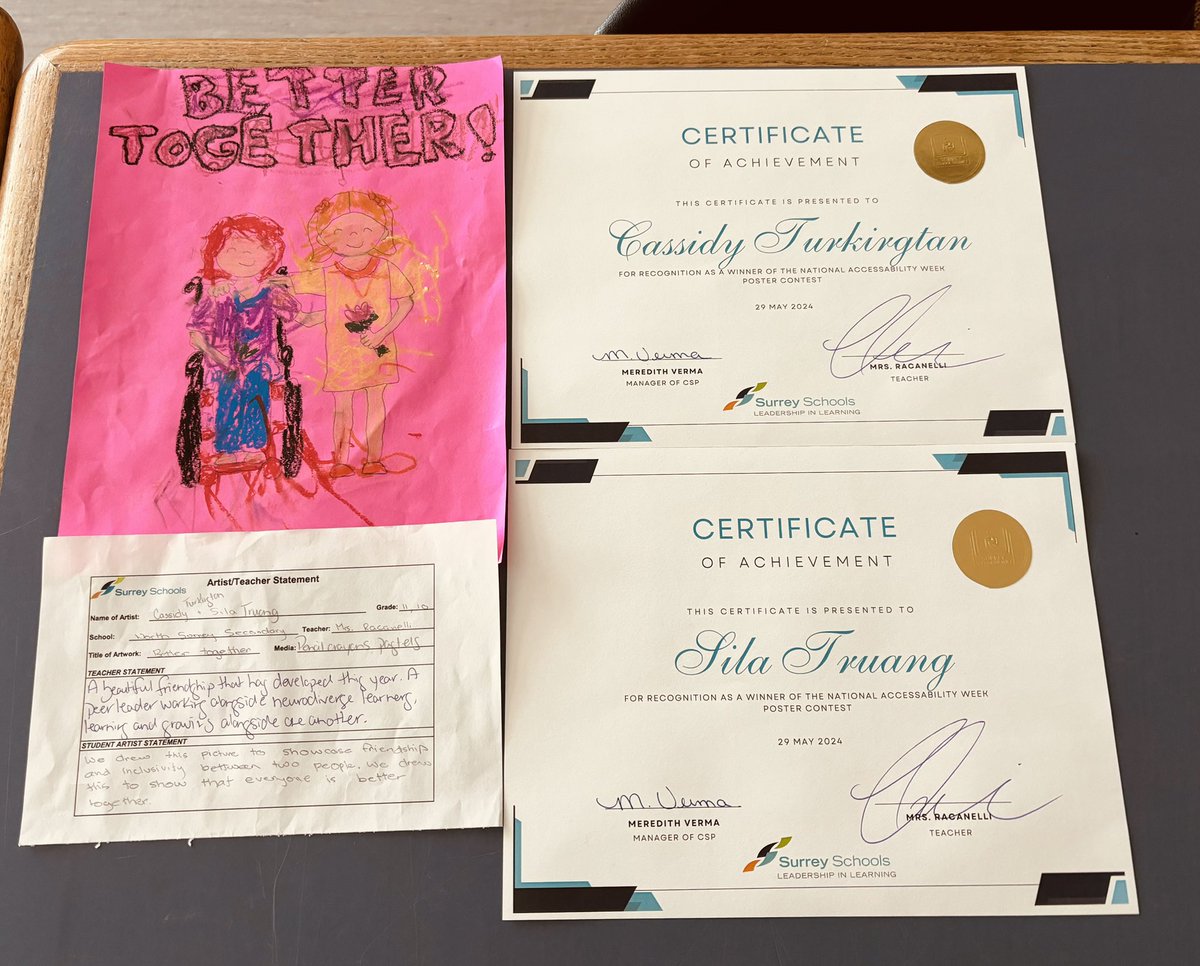 BETTER
TOGETHER!
Surrey Schools
Artist/Teacher Statement
Turkington
Name of Artist: Cassidy + Sila Truang Grade: 11, 10
School: North Surrey Secondary Teacher: Mrs. Racanelli
Title of Artwork: Better together Media: Pencil crayons Pastels
TEACHER STATEMENT
A beautiful friendship that has developed this year. A
peer leader working alongside neurodiverse learners,
learning and growing alongside one another.
STUDENT ARTIST STATEMENT
We drew this picture to showcase friendship
and inclusivity between two people. We drew
this to show that everyone is better
together.
CERTIFICATE
OF ACHIEVEMENT
THIS CERTIFICATE IS PRESENTED TO
Cassidy Turkirgtan
FOR RECOGNITION AS A WINNER OF THE NATIONAL ACCESSABILITY WEEK
POSTER CONTEST
29 MAY 2024
M. Verma
MEREDITH VERMA
MANAGER OF CSP
MRS. RACANELLI
TEACHER
Surrey Schools
LEADERSHIP IN LEARNING
CERTIFICATE
OF ACHIEVEMENT
THIS CERTIFICATE IS PRESENTED TO
Sila Truang
FOR RECOGNITION AS A WINNER OF THE NATIONAL ACCESSABILITY WEEK
POSTER CONTEST
29 MAY 2024
M. Verma
MEREDITH VERMA
MANAGER OF CSP
MRS. RACANELLI
TEACHER
Surrey Schools
LEADERSHIP IN LEARNING